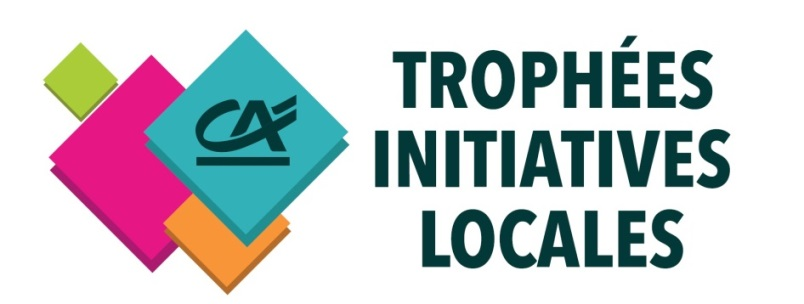 CA
TROPHÉES
INITIATIVES
LOCALES